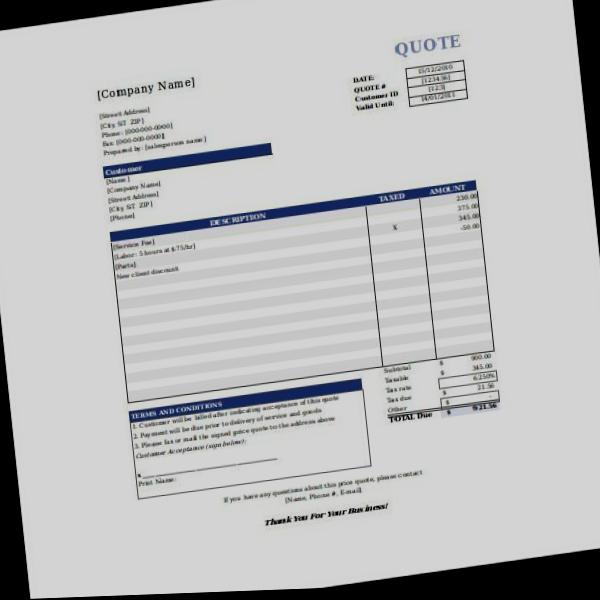 QUOTE
[Company Name]
DATE: 15/12/2010
QUOTE # [123456]
Customer ID [123]
Valid Until: 14/01/2011
[Street Address]
[City, ST ZIP]
Phone: [000-000-0000]
Fax: [000-000-0000]
Prepared by: [salesperson name]
Customer
[Name]
[Company Name]
[Street Address]
[City, ST ZIP]
[Phone]
DESCRIPTION TAXED AMOUNT
[Service Fee] 230.00
[Labor: 5 hours at $75/hr] 375.00
[Parts] X 345.00
New client discount -50.00
Subtotal $ 900.00
Taxable $ 345.00
Tax rate 6.250%
Tax due $ 21.56
Other $ -
TOTAL Due $ 921.56
TERMS AND CONDITIONS
1. Customer will be billed after indicating acceptance of this quote
2. Payment will be due prior to delivery of service and goods
3. Please fax or mail the signed price quote to the address above
Customer Acceptance (sign below):
x
Print Name:
If you have any questions about this price quote, please contact
[Name, Phone #, E-mail]
Thank You For Your Business!